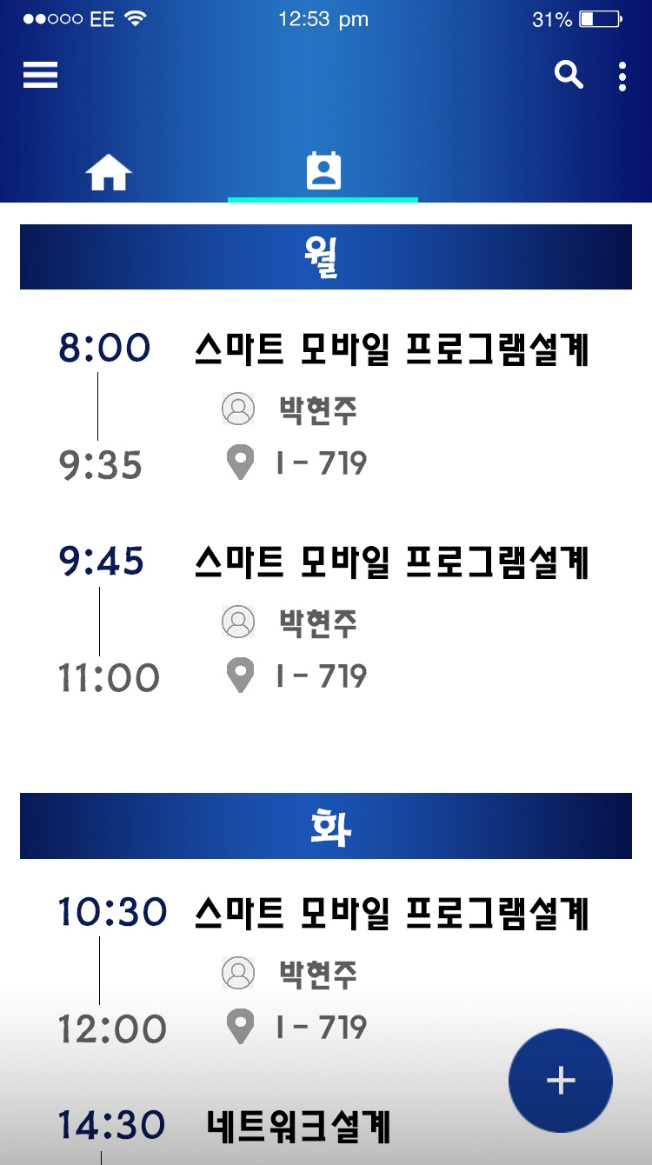 EE 12:53 pm 31%
월
8:00 스마트 모바일 프로그램설계
박현주
9:35 I - 719
9:45 스마트 모바일 프로그램설계
박현주
11:00 I - 719
화
10:30 스마트 모바일 프로그램설계
박현주
12:00 I - 719
14:30 네트워크설계